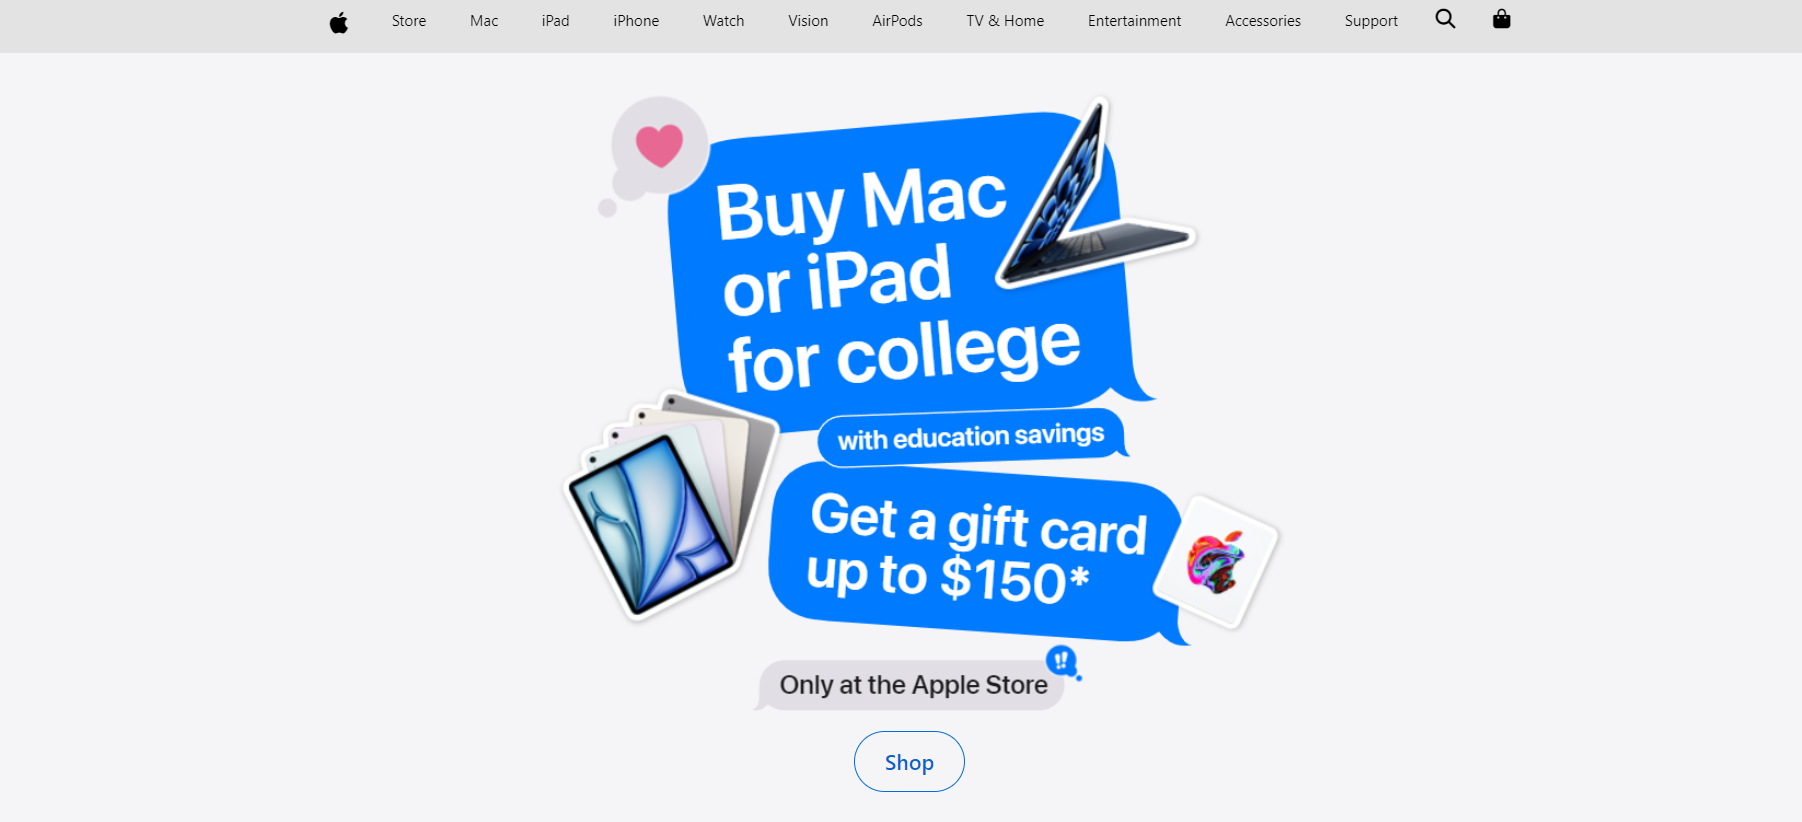 Store Mac iPad iPhone Watch Vision AirPods TV & Home Entertainment Accessories Support
Buy Mac
or iPad
for college
with education savings
Get a gift card
up to $150*
!!
Only at the Apple Store
Shop